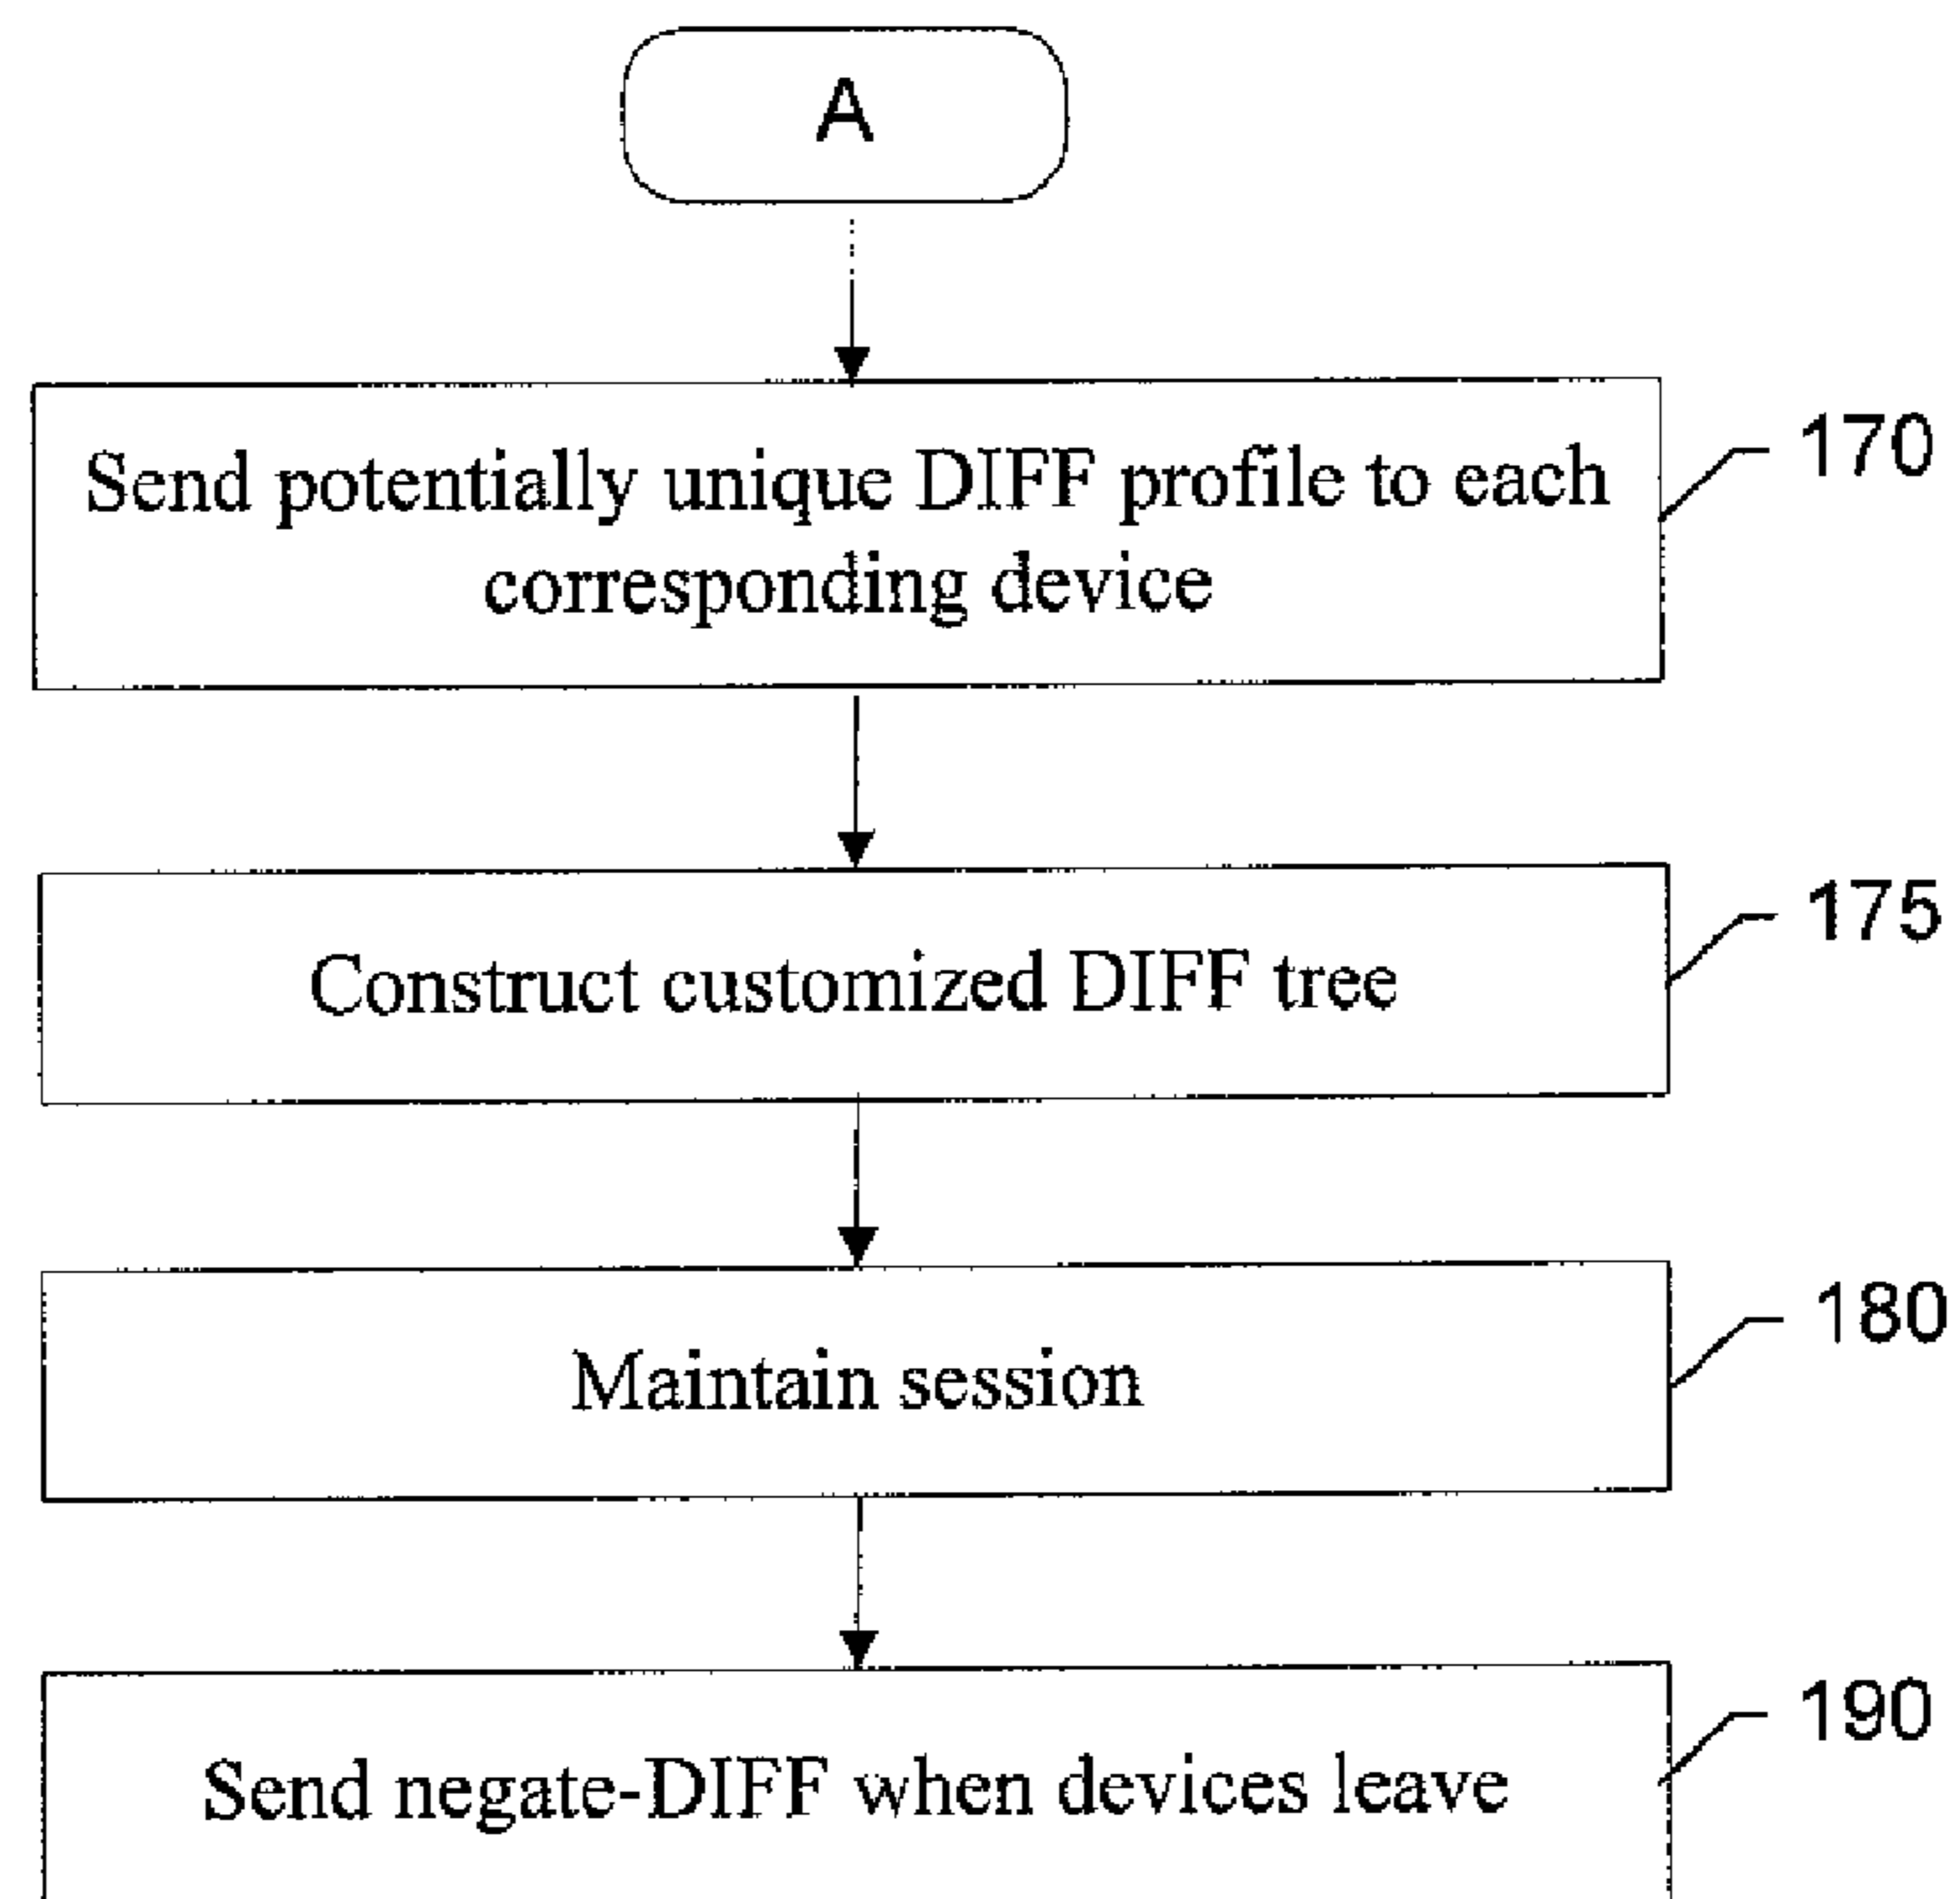 A
Send potentially unique DIFF profile to each
corresponding device
170
Construct customized DIFF tree
175
Maintain session
180
Send negate-DIFF when devices leave
190